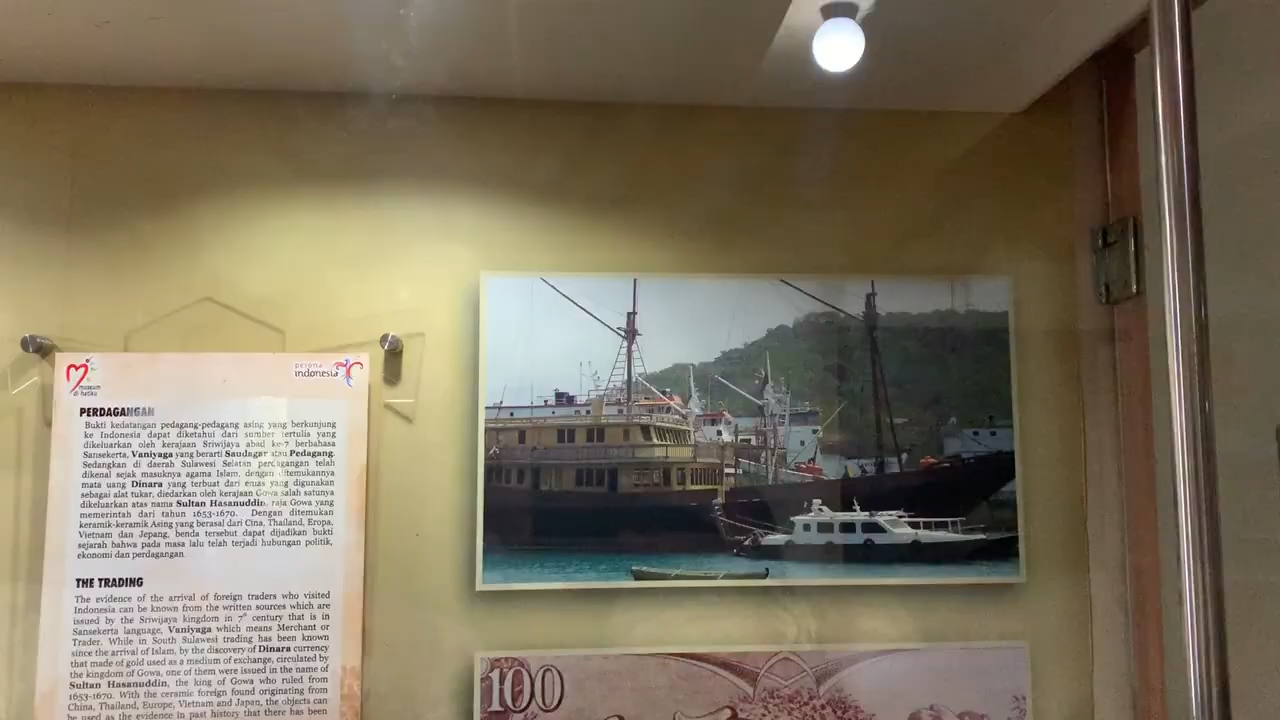 museum
di hatiku
pesona
indonesia
PERDAGANGAN
Bukti kedatangan pedagang-pedagang asing yang berkunjung
ke Indonesia dapat diketahui dari sumber tertulis yang
dikeluarkan oleh kerajaan Sriwijaya abad ke-7 berbahasa
Sansekerta, Vaniyaga yang berarti Saudagar atau Pedagang.
Sedangkan di daerah Sulawesi Selatan perdagangan telah
dikenal sejak masuknya agama Islam, dengan ditemukannya
mata uang Dinara yang terbuat dari emas yang digunakan
sebagai alat tukar, diedarkan oleh kerajaan Gowa salah satunya
dikeluarkan atas nama Sultan Hasanuddin, raja Gowa yang
memerintah dari tahun 1653-1670. Dengan ditemukan
keramik-keramik Asing yang berasal dari Cina, Thailand, Eropa,
Vietnam dan Jepang, benda tersebut dapat dijadikan bukti
sejarah bahwa pada masa lalu telah terjadi hubungan politik,
ekonomi dan perdagangan.
THE TRADING
The evidence of the arrival of foreign traders who visited
Indonesia can be known from the written sources which are
issued by the Sriwijaya kingdom in 7th century that is in
Sansekerta language, Vaniyaga which means Merchant or
Trader. While in South Sulawesi trading has been known
since the arrival of Islam, by the discovery of Dinara currency
that made of gold used as a medium of exchange, circulated by
the kingdom of Gowa, one of them were issued in the name of
Sultan Hasanuddin, the king of Gowa who ruled from
1653-1670. With the ceramic foreign found originating from
China, Thailand, Europe, Vietnam and Japan, the objects can
be used as the evidence in past history that there has been
100